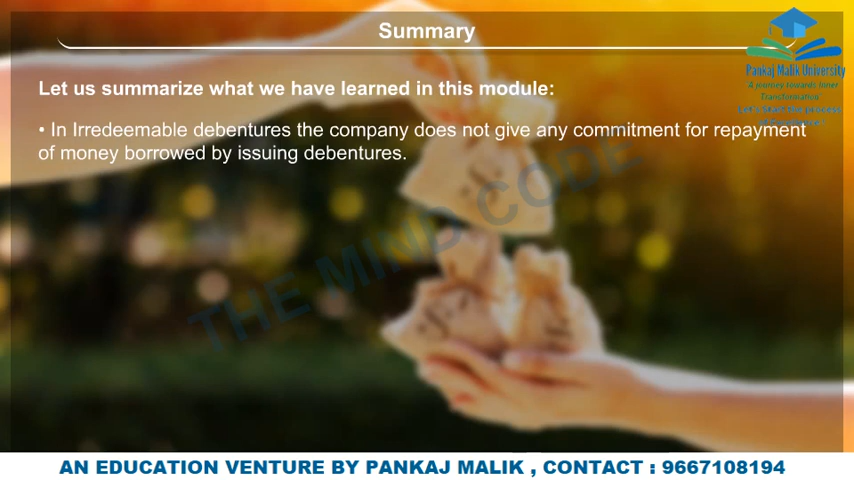 Summary
Pankaj Malik University
"A journey towards Inner
Transformation"
Let us summarize what we have learned in this module:
• In Irredeemable debentures the company does not give any commitment for repayment
of money borrowed by issuing debentures.
THE MIND CODE
AN EDUCATION VENTURE BY PANKAJ MALIK , CONTACT : 9667108194